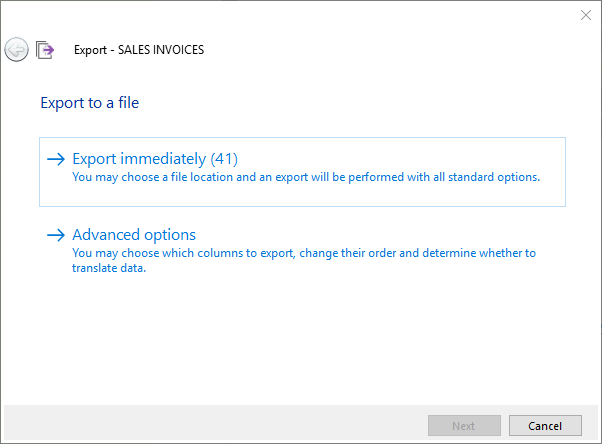 Export - SALES INVOICES
Export to a file
Export immediately (41)
You may choose a file location and an export will be performed with all standard options.
Advanced options
You may choose which columns to export, change their order and determine whether to
translate data.
Next
Cancel